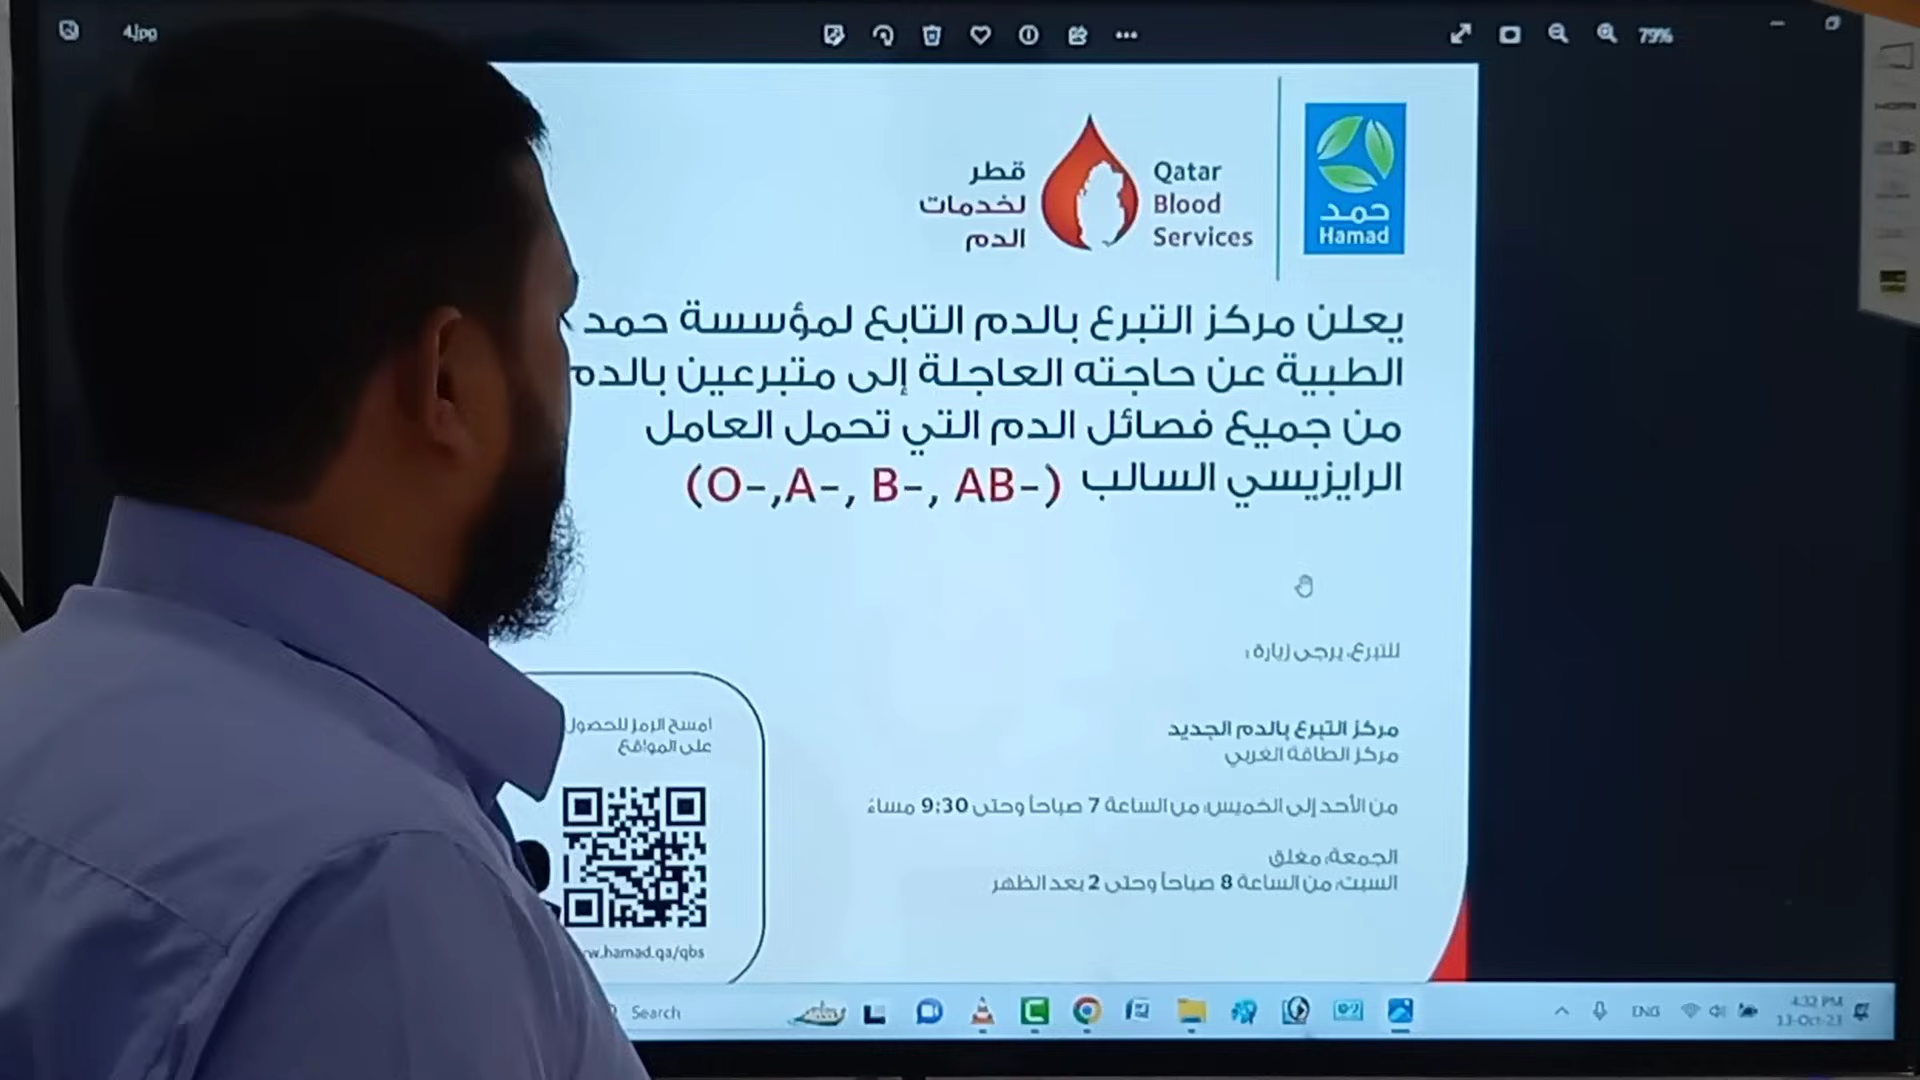 4.jpg
79%
قطر
لخدمات
الدم
Qatar
Blood
Services
حمد
Hamad
يعلن مركز التبرع بالدم التابع لمؤسسة حمد
الطبية عن حاجته العاجلة إلى متبرعين بالدم
من جميع فصائل الدم التي تحمل العامل
الرايزيسي السالب (O-,A-, B-, AB-)
للتبرع، يرجى زيارة:
مركز التبرع بالدم الجديد
مركز الطاقة الغربي
من الأحد إلى الخميس: من الساعة 7 صباحاً وحتى 9:30 مساءً
الجمعة: مغلق
السبت: من الساعة 8 صباحاً وحتى 2 بعد الظهر
امسح الرمز للحصول
على المواقع
w.hamad.qa/qbs
Search
ENG
4:32 PM
13-Oct-23
HDMI